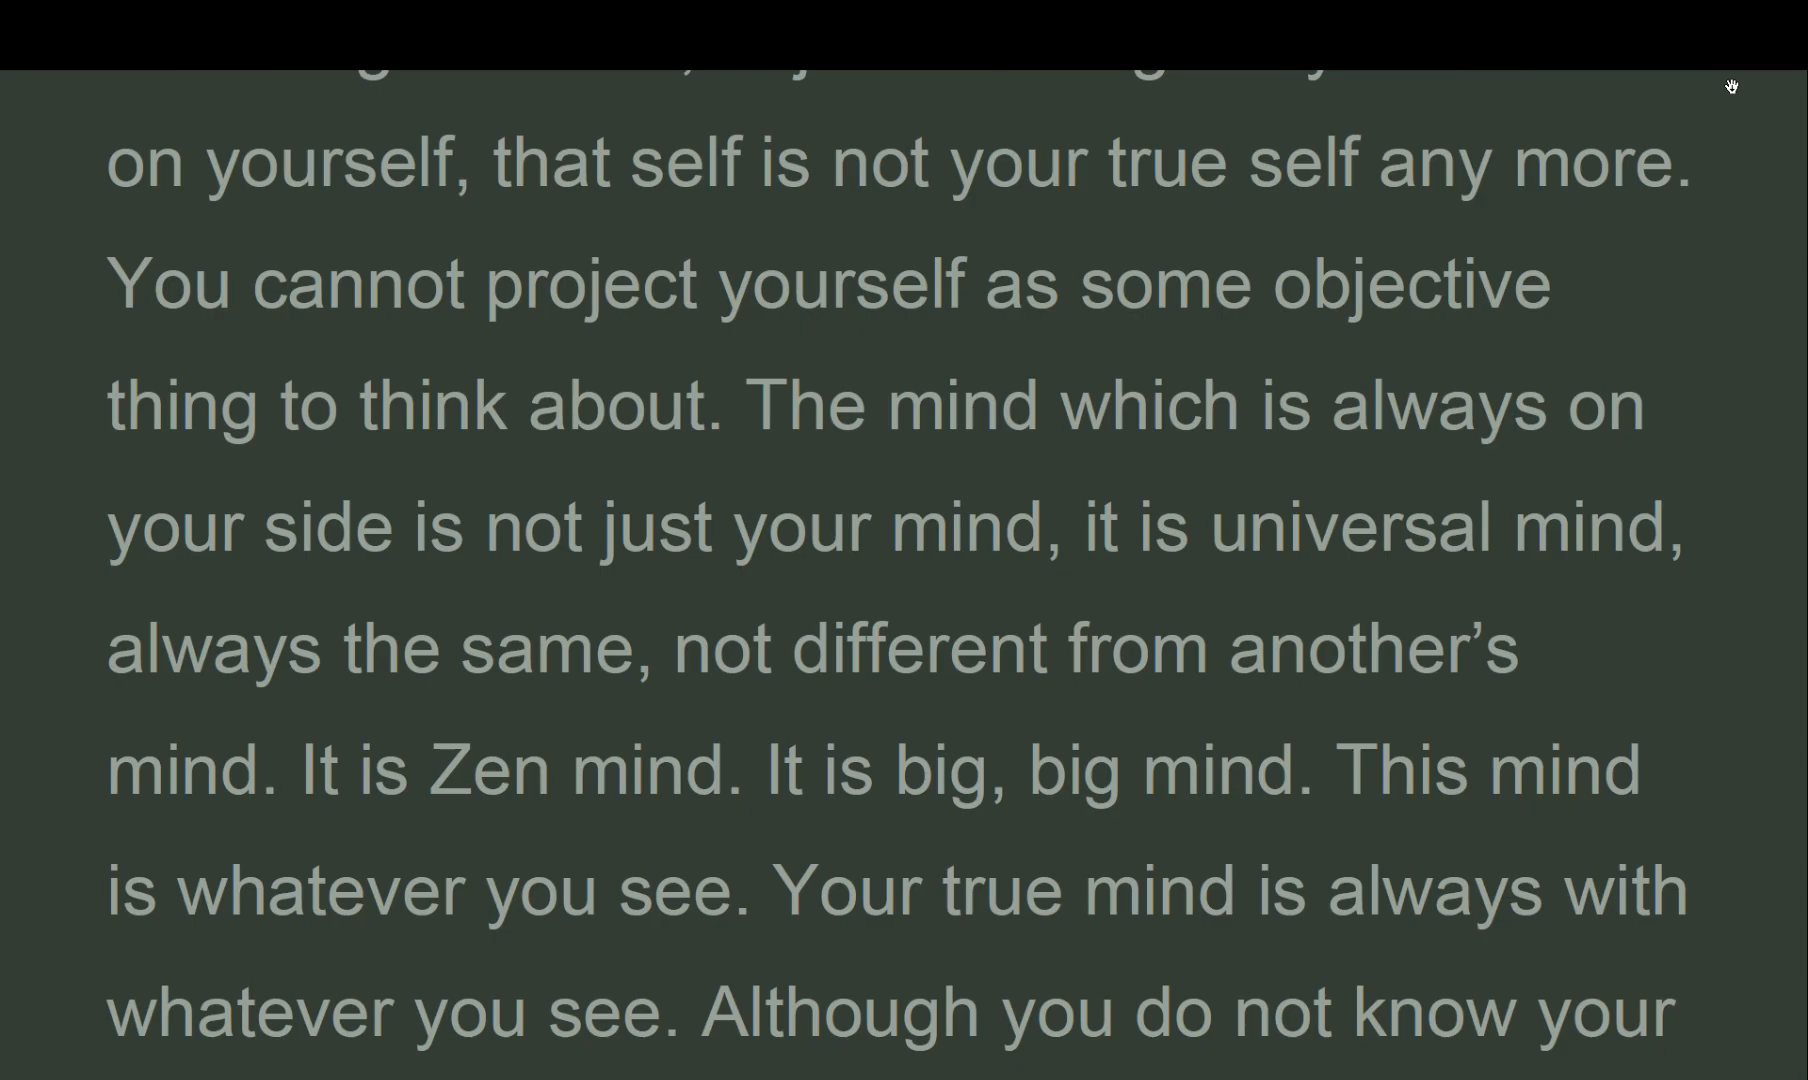 on yourself, that self is not your true self any more.
You cannot project yourself as some objective
thing to think about. The mind which is always on
your side is not just your mind, it is universal mind,
always the same, not different from another’s
mind. It is Zen mind. It is big, big mind. This mind
is whatever you see. Your true mind is always with
whatever you see. Although you do not know your